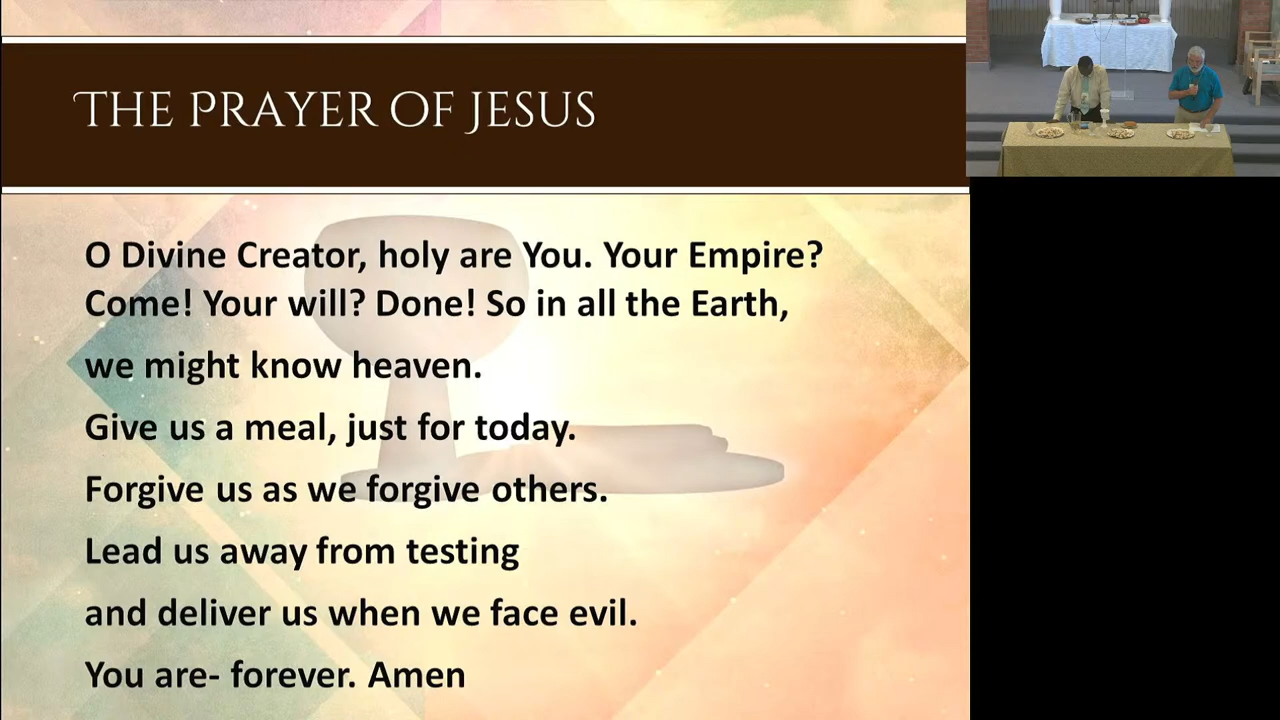 The Prayer of Jesus
O Divine Creator, holy are You. Your Empire?
Come! Your will? Done! So in all the Earth,
we might know heaven.
Give us a meal, just for today.
Forgive us as we forgive others.
Lead us away from testing
and deliver us when we face evil.
You are- forever. Amen